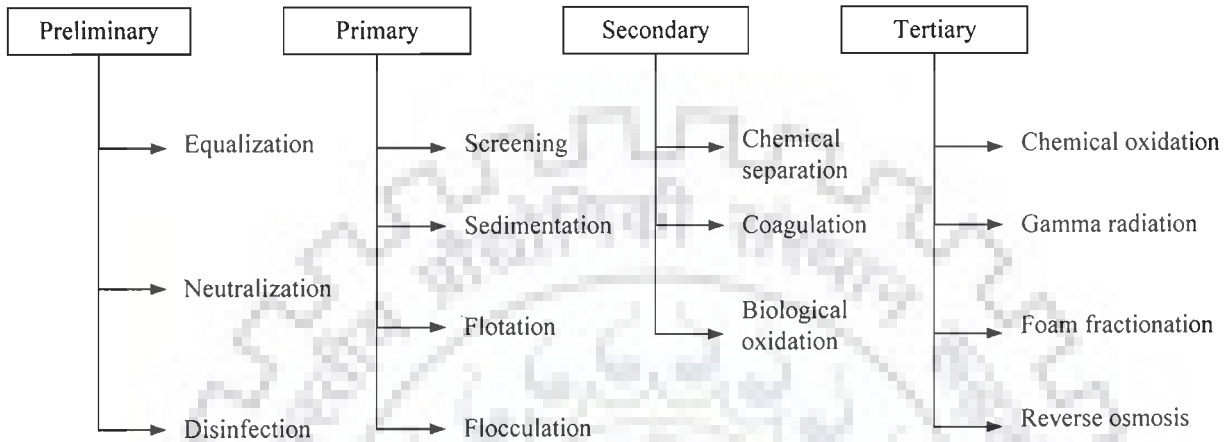 Preliminary
Primary
Secondary
Tertiary
Equalization
Neutralization
Disinfection
Screening
Sedimentation
Flotation
Flocculation
Chemical
separation
Coagulation
Biological
oxidation
Chemical oxidation
Gamma radiation
Foam fractionation
Reverse osmosis